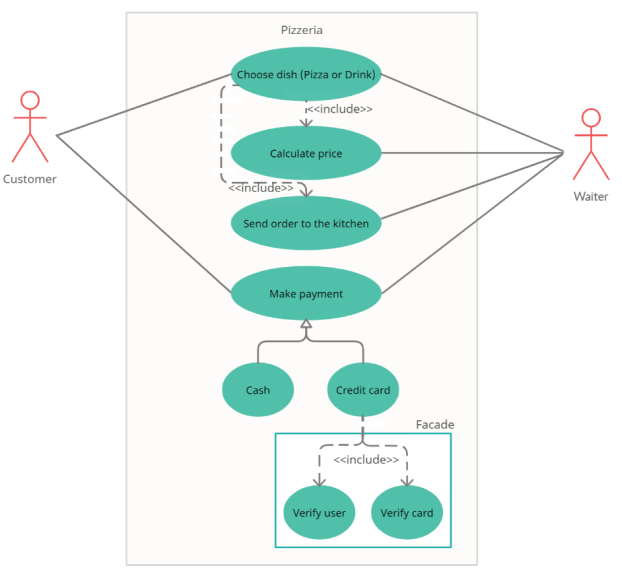 Pizzeria
Choose dish (Pizza or Drink)
<<include>>
Customer
Calculate price
Waiter
<<include>>
Send order to the kitchen
Make payment
Cash
Credit card
Facade
<<include>>
Verify user
Verify card